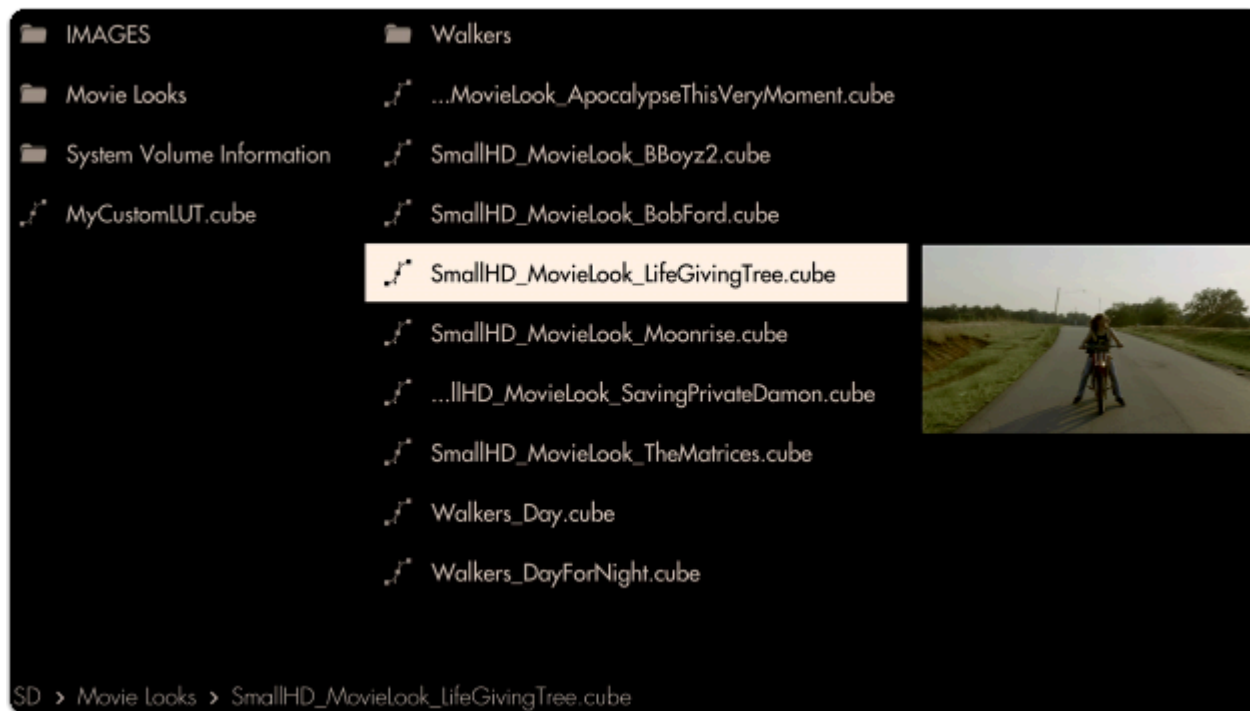 IMAGES
Movie Looks
System Volume Information
MyCustomLUT.cube
Walkers
...MovieLook_ApocalypseThisVeryMoment.cube
SmallHD_MovieLook_BBoyz2.cube
SmallHD_MovieLook_BobFord.cube
SmallHD_MovieLook_LifeGivingTree.cube
SmallHD_MovieLook_Moonrise.cube
...llHD_MovieLook_SavingPrivateDamon.cube
SmallHD_MovieLook_TheMatrices.cube
Walkers_Day.cube
Walkers_DayForNight.cube
SD > Movie Looks > SmallHD_MovieLook_LifeGivingTree.cube